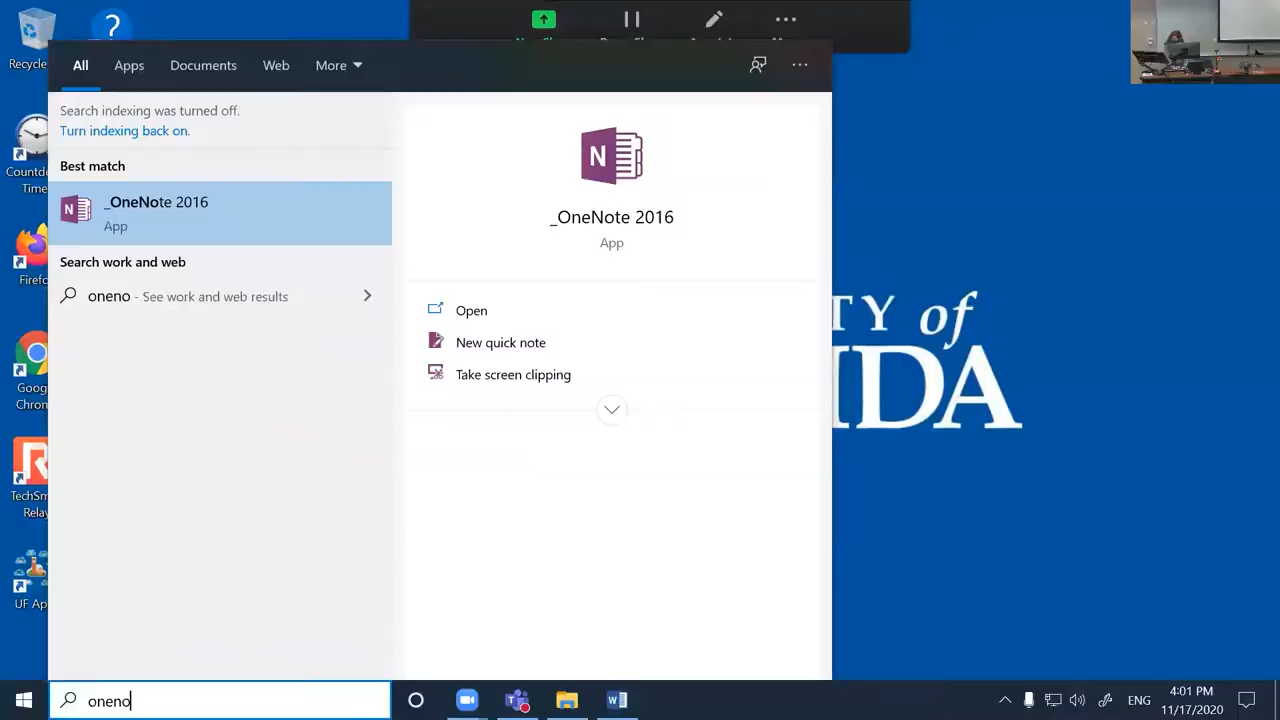 Recycle
Countd
Time
Firefo
Goog
Chrom
TechSm
Relay
UF Ap
?
All
Apps
Documents
Web
More
Search indexing was turned off.
Turn indexing back on.
Best match
_OneNote 2016
App
Search work and web
oneno - See work and web results
N
_OneNote 2016
App
Open
New quick note
Take screen clipping
TY of
IDA
oneno
ENG
4:01 PM
11/17/2020